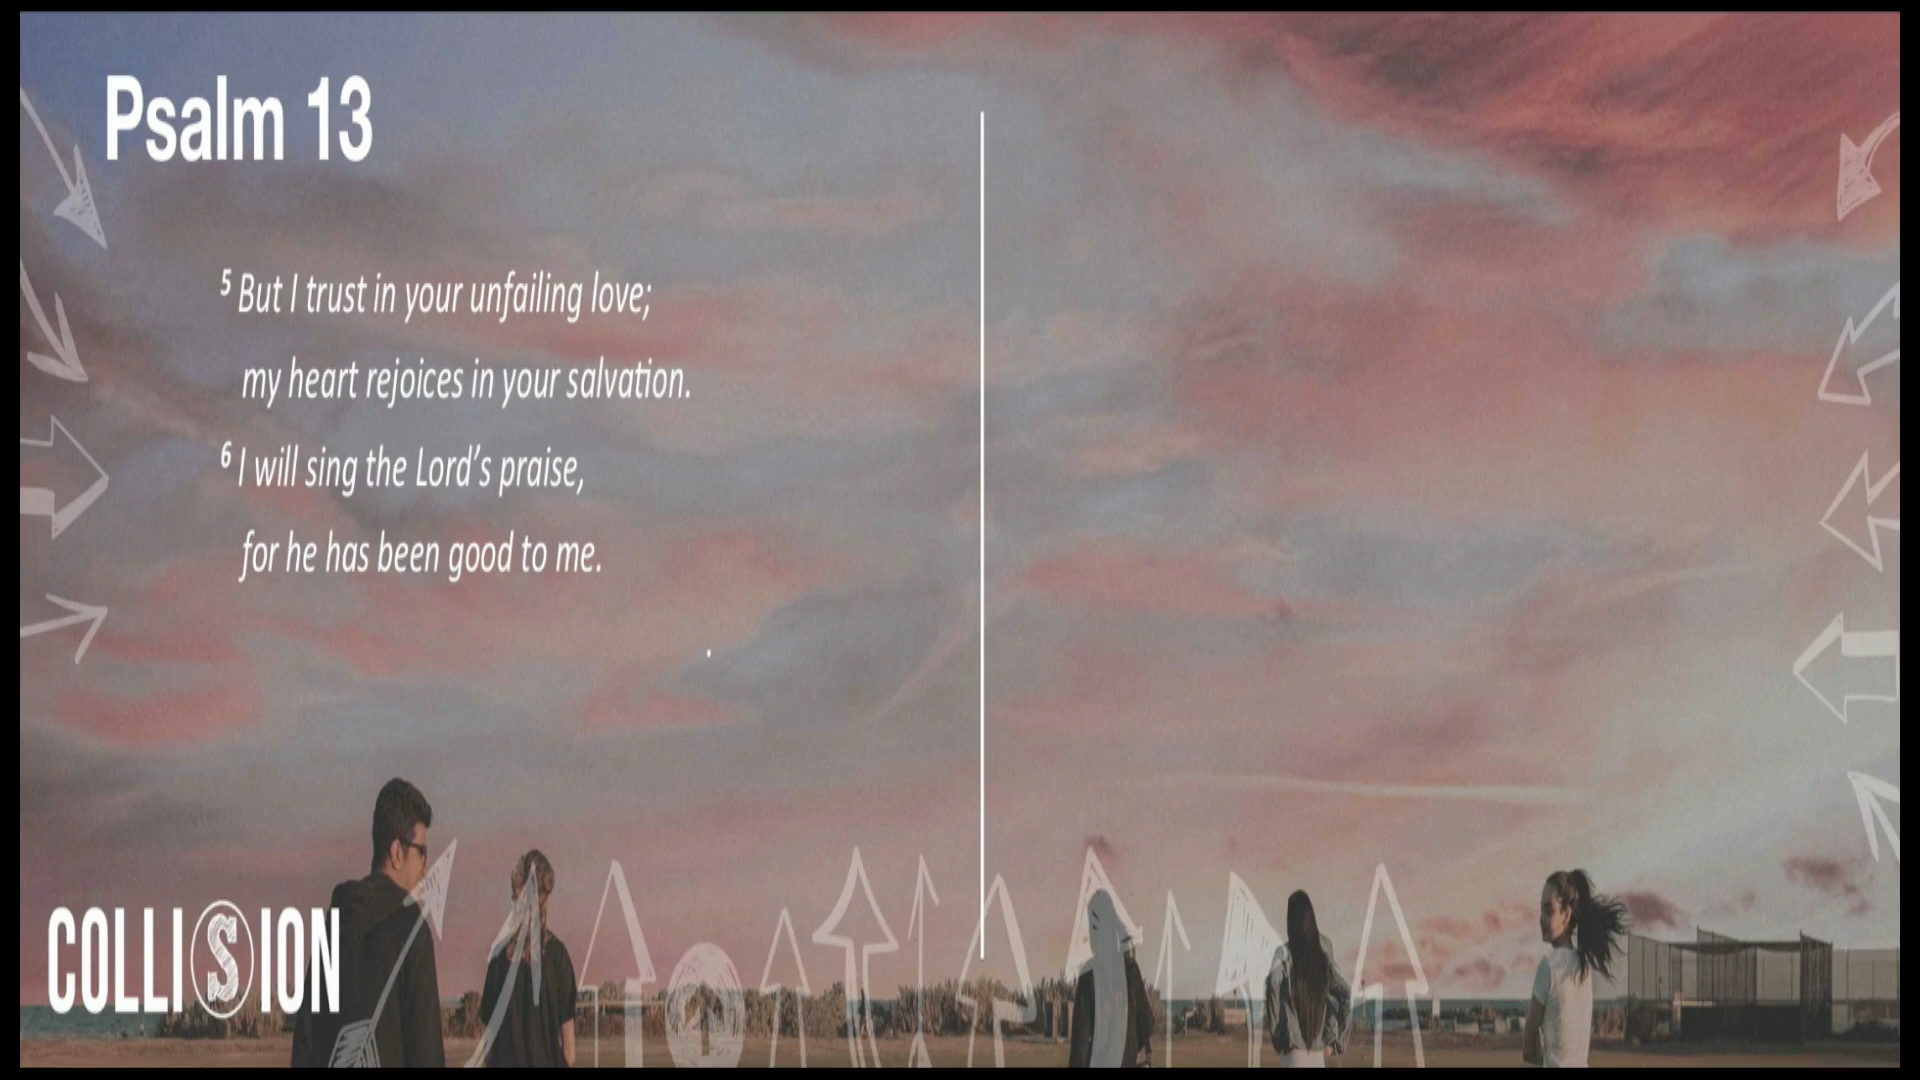 Psalm 13
5 But I trust in your unfailing love;
my heart rejoices in your salvation.
6 I will sing the Lord’s praise,
for he has been good to me.
COLLISION